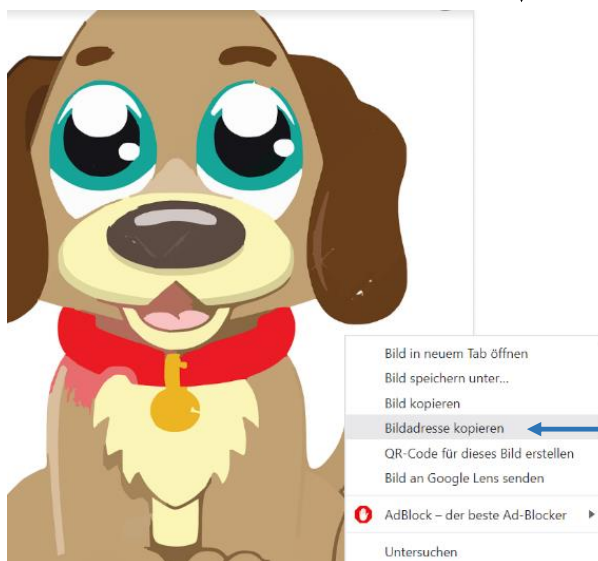 Bild in neuem Tab öffnen
Bild speichern unter...
Bild kopieren
Bildadresse kopieren
QR-Code für dieses Bild erstellen
Bild an Google Lens senden
AdBlock – der beste Ad-Blocker
Untersuchen